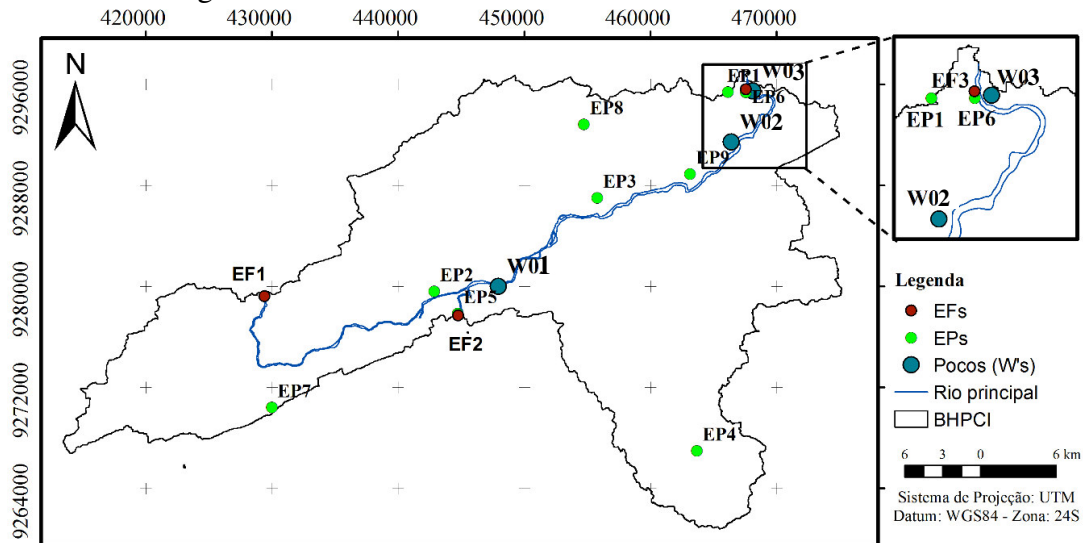 420000 430000 440000 450000 460000 470000
N
EP1 W03
EP6
EP8
W02
EP9
EP3
EF1
EP2 W01
EP5
EF2
EP7
EP4
9296000
9288000
9280000
9272000
9264000
EF3 W03
EP1 EP6
W02
Legenda
EFs
EPs
Pocos (W's)
Rio principal
BHPCI
6 3 0 6 km
Sistema de Projeção: UTM
Datum: WGS84 - Zona: 24S